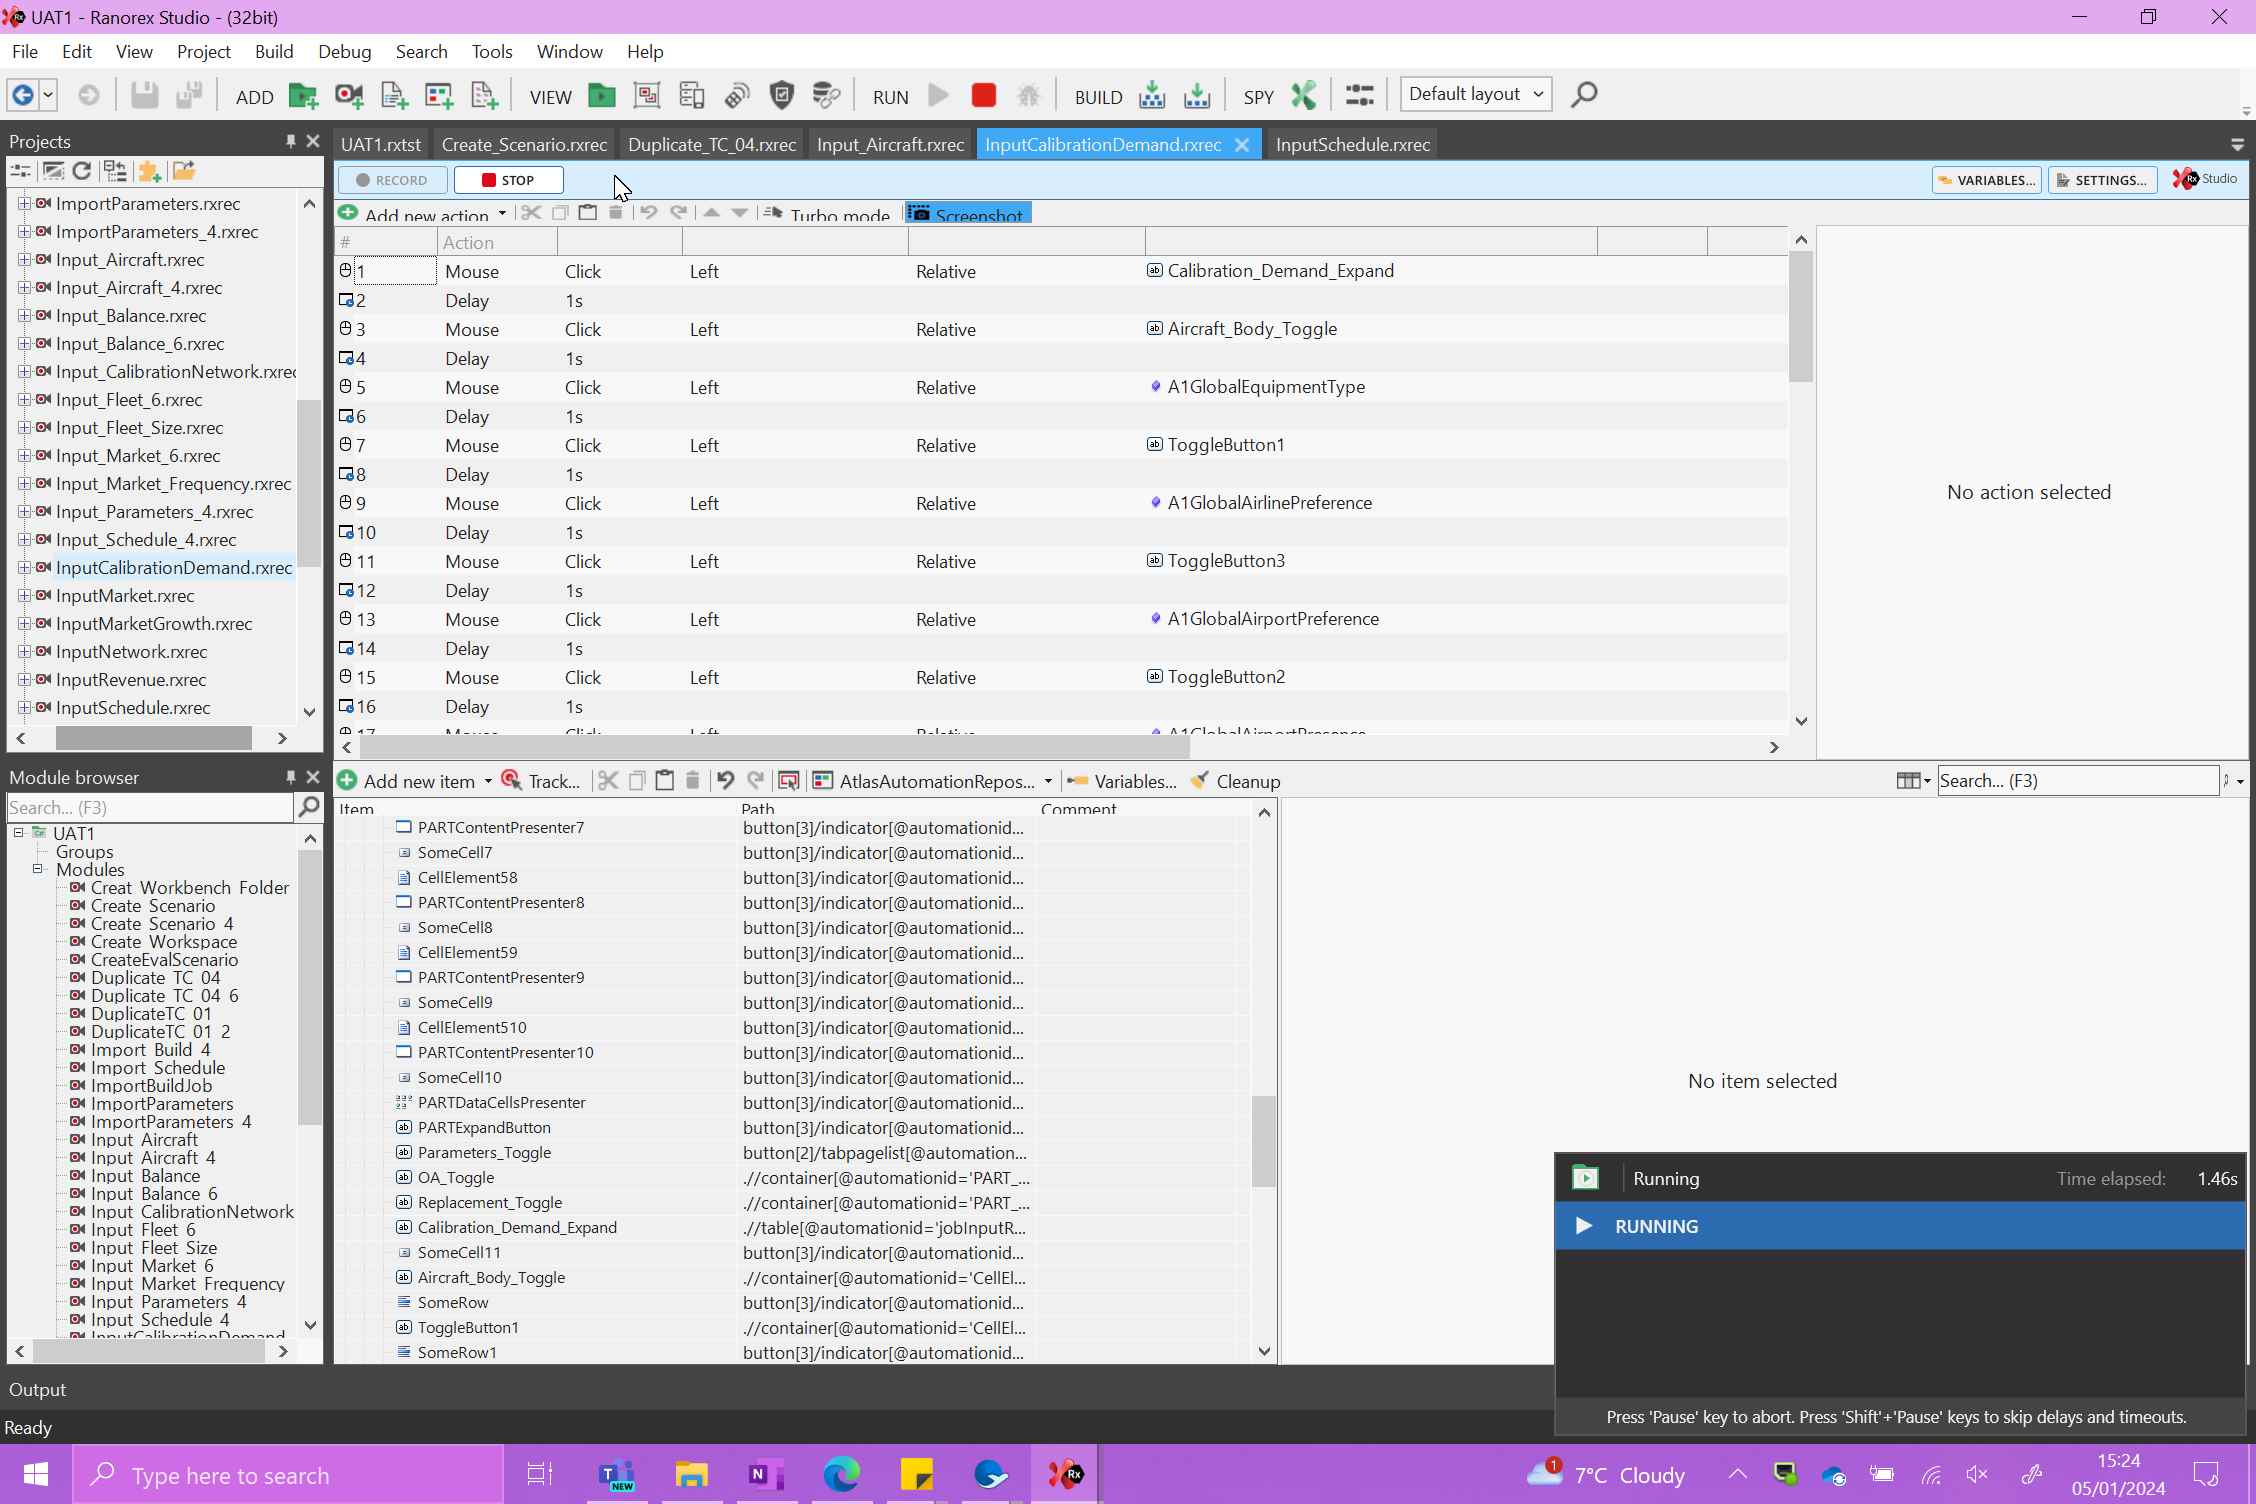 UAT1 - Ranorex Studio - (32bit)
File Edit View Project Build Debug Search Tools Window Help
ADD VIEW RUN BUILD SPY Default layout
Projects
UAT1.rxtst Create_Scenario.rxrec Duplicate_TC_04.rxrec Input_Aircraft.rxrec InputCalibrationDemand.rxrec InputSchedule.rxrec
RECORD STOP VARIABLES... SETTINGS... Rx Studio
Add new action Turbo mode Screenshot
# Action
1 Mouse Click Left Relative Calibration_Demand_Expand
2 Delay 1s
3 Mouse Click Left Relative Aircraft_Body_Toggle
4 Delay 1s
5 Mouse Click Left Relative A1GlobalEquipmentType
6 Delay 1s
7 Mouse Click Left Relative ToggleButton1
8 Delay 1s
9 Mouse Click Left Relative A1GlobalAirlinePreference
10 Delay 1s
11 Mouse Click Left Relative ToggleButton3
12 Delay 1s
13 Mouse Click Left Relative A1GlobalAirportPreference
14 Delay 1s
15 Mouse Click Left Relative ToggleButton2
16 Delay 1s
17 Mouse Click Left Relative A1GlobalAirportPresence
No action selected
ImportParameters.rxrec
ImportParameters_4.rxrec
Input_Aircraft.rxrec
Input_Aircraft_4.rxrec
Input_Balance.rxrec
Input_Balance_6.rxrec
Input_CalibrationNetwork.rxrec
Input_Fleet_6.rxrec
Input_Fleet_Size.rxrec
Input_Market_6.rxrec
Input_Market_Frequency.rxrec
Input_Parameters_4.rxrec
Input_Schedule_4.rxrec
InputCalibrationDemand.rxrec
InputMarket.rxrec
InputMarketGrowth.rxrec
InputNetwork.rxrec
InputRevenue.rxrec
InputSchedule.rxrec
Module browser
Search... (F3)
UAT1
Groups
Modules
Creat Workbench Folder
Create Scenario
Create Scenario 4
Create Workspace
CreateEvalScenario
Duplicate TC 04
Duplicate TC 04 6
DuplicateTC 01
DuplicateTC 01 2
Import Build 4
Import Schedule
ImportBuildJob
ImportParameters
ImportParameters 4
Input Aircraft
Input Aircraft 4
Input Balance
Input Balance 6
Input CalibrationNetwork
Input Fleet 6
Input Fleet Size
Input Market 6
Input Market Frequency
Input Parameters 4
Input Schedule 4
InputCalibrationDemand
Add new item Track... AtlasAutomationRepos... Variables... Cleanup Search... (F3)
Item Path Comment
PARTContentPresenter7 button[3]/indicator[@automationid...
SomeCell7 button[3]/indicator[@automationid...
CellElement58 button[3]/indicator[@automationid...
PARTContentPresenter8 button[3]/indicator[@automationid...
SomeCell8 button[3]/indicator[@automationid...
CellElement59 button[3]/indicator[@automationid...
PARTContentPresenter9 button[3]/indicator[@automationid...
SomeCell9 button[3]/indicator[@automationid...
CellElement510 button[3]/indicator[@automationid...
PARTContentPresenter10 button[3]/indicator[@automationid...
SomeCell10 button[3]/indicator[@automationid...
PARTDataCellsPresenter button[3]/indicator[@automationid...
PARTExpandButton button[3]/indicator[@automationid...
Parameters_Toggle button[2]/tabpagelist[@automation...
OA_Toggle .//container[@automationid='PART_...
Replacement_Toggle .//container[@automationid='PART_...
Calibration_Demand_Expand .//table[@automationid='jobInputR...
SomeCell11 button[3]/indicator[@automationid...
Aircraft_Body_Toggle .//container[@automationid='CellEl...
SomeRow button[3]/indicator[@automationid...
ToggleButton1 .//container[@automationid='CellEl...
SomeRow1 button[3]/indicator[@automationid...
No item selected
Running Time elapsed: 1.46s
RUNNING
Press 'Pause' key to abort. Press 'Shift'+'Pause' keys to skip delays and timeouts.
Output
Ready
Type here to search
NEW
1
7°C Cloudy
15:24
05/01/2024